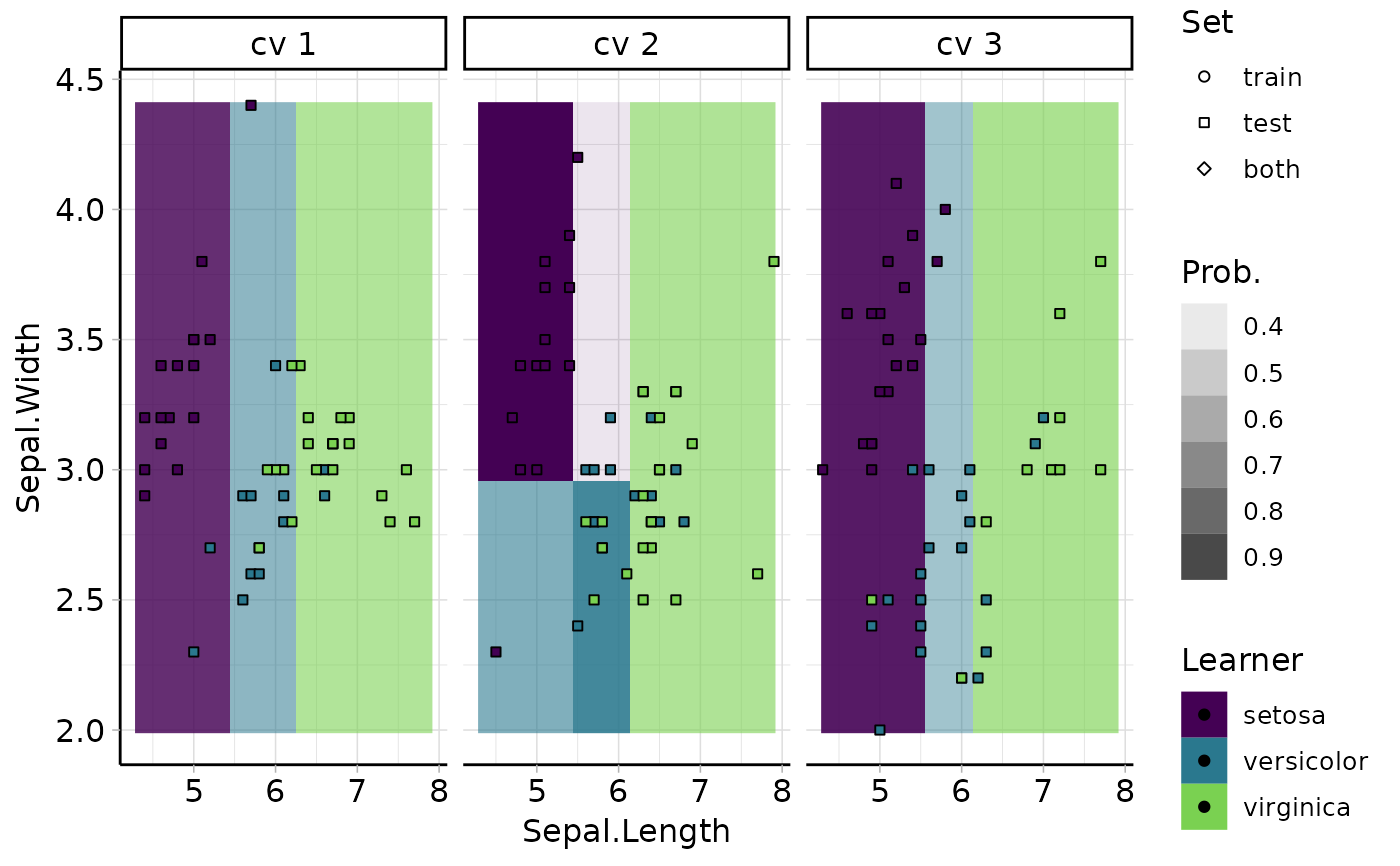 cv 1
cv 2
cv 3
Sepal.Width
4.5
4.0
3.5
3.0
2.5
2.0
5 6 7 8
5 6 7 8
5 6 7 8
Sepal.Length
Set
train
test
both
Prob.
0.4
0.5
0.6
0.7
0.8
0.9
Learner
setosa
versicolor
virginica